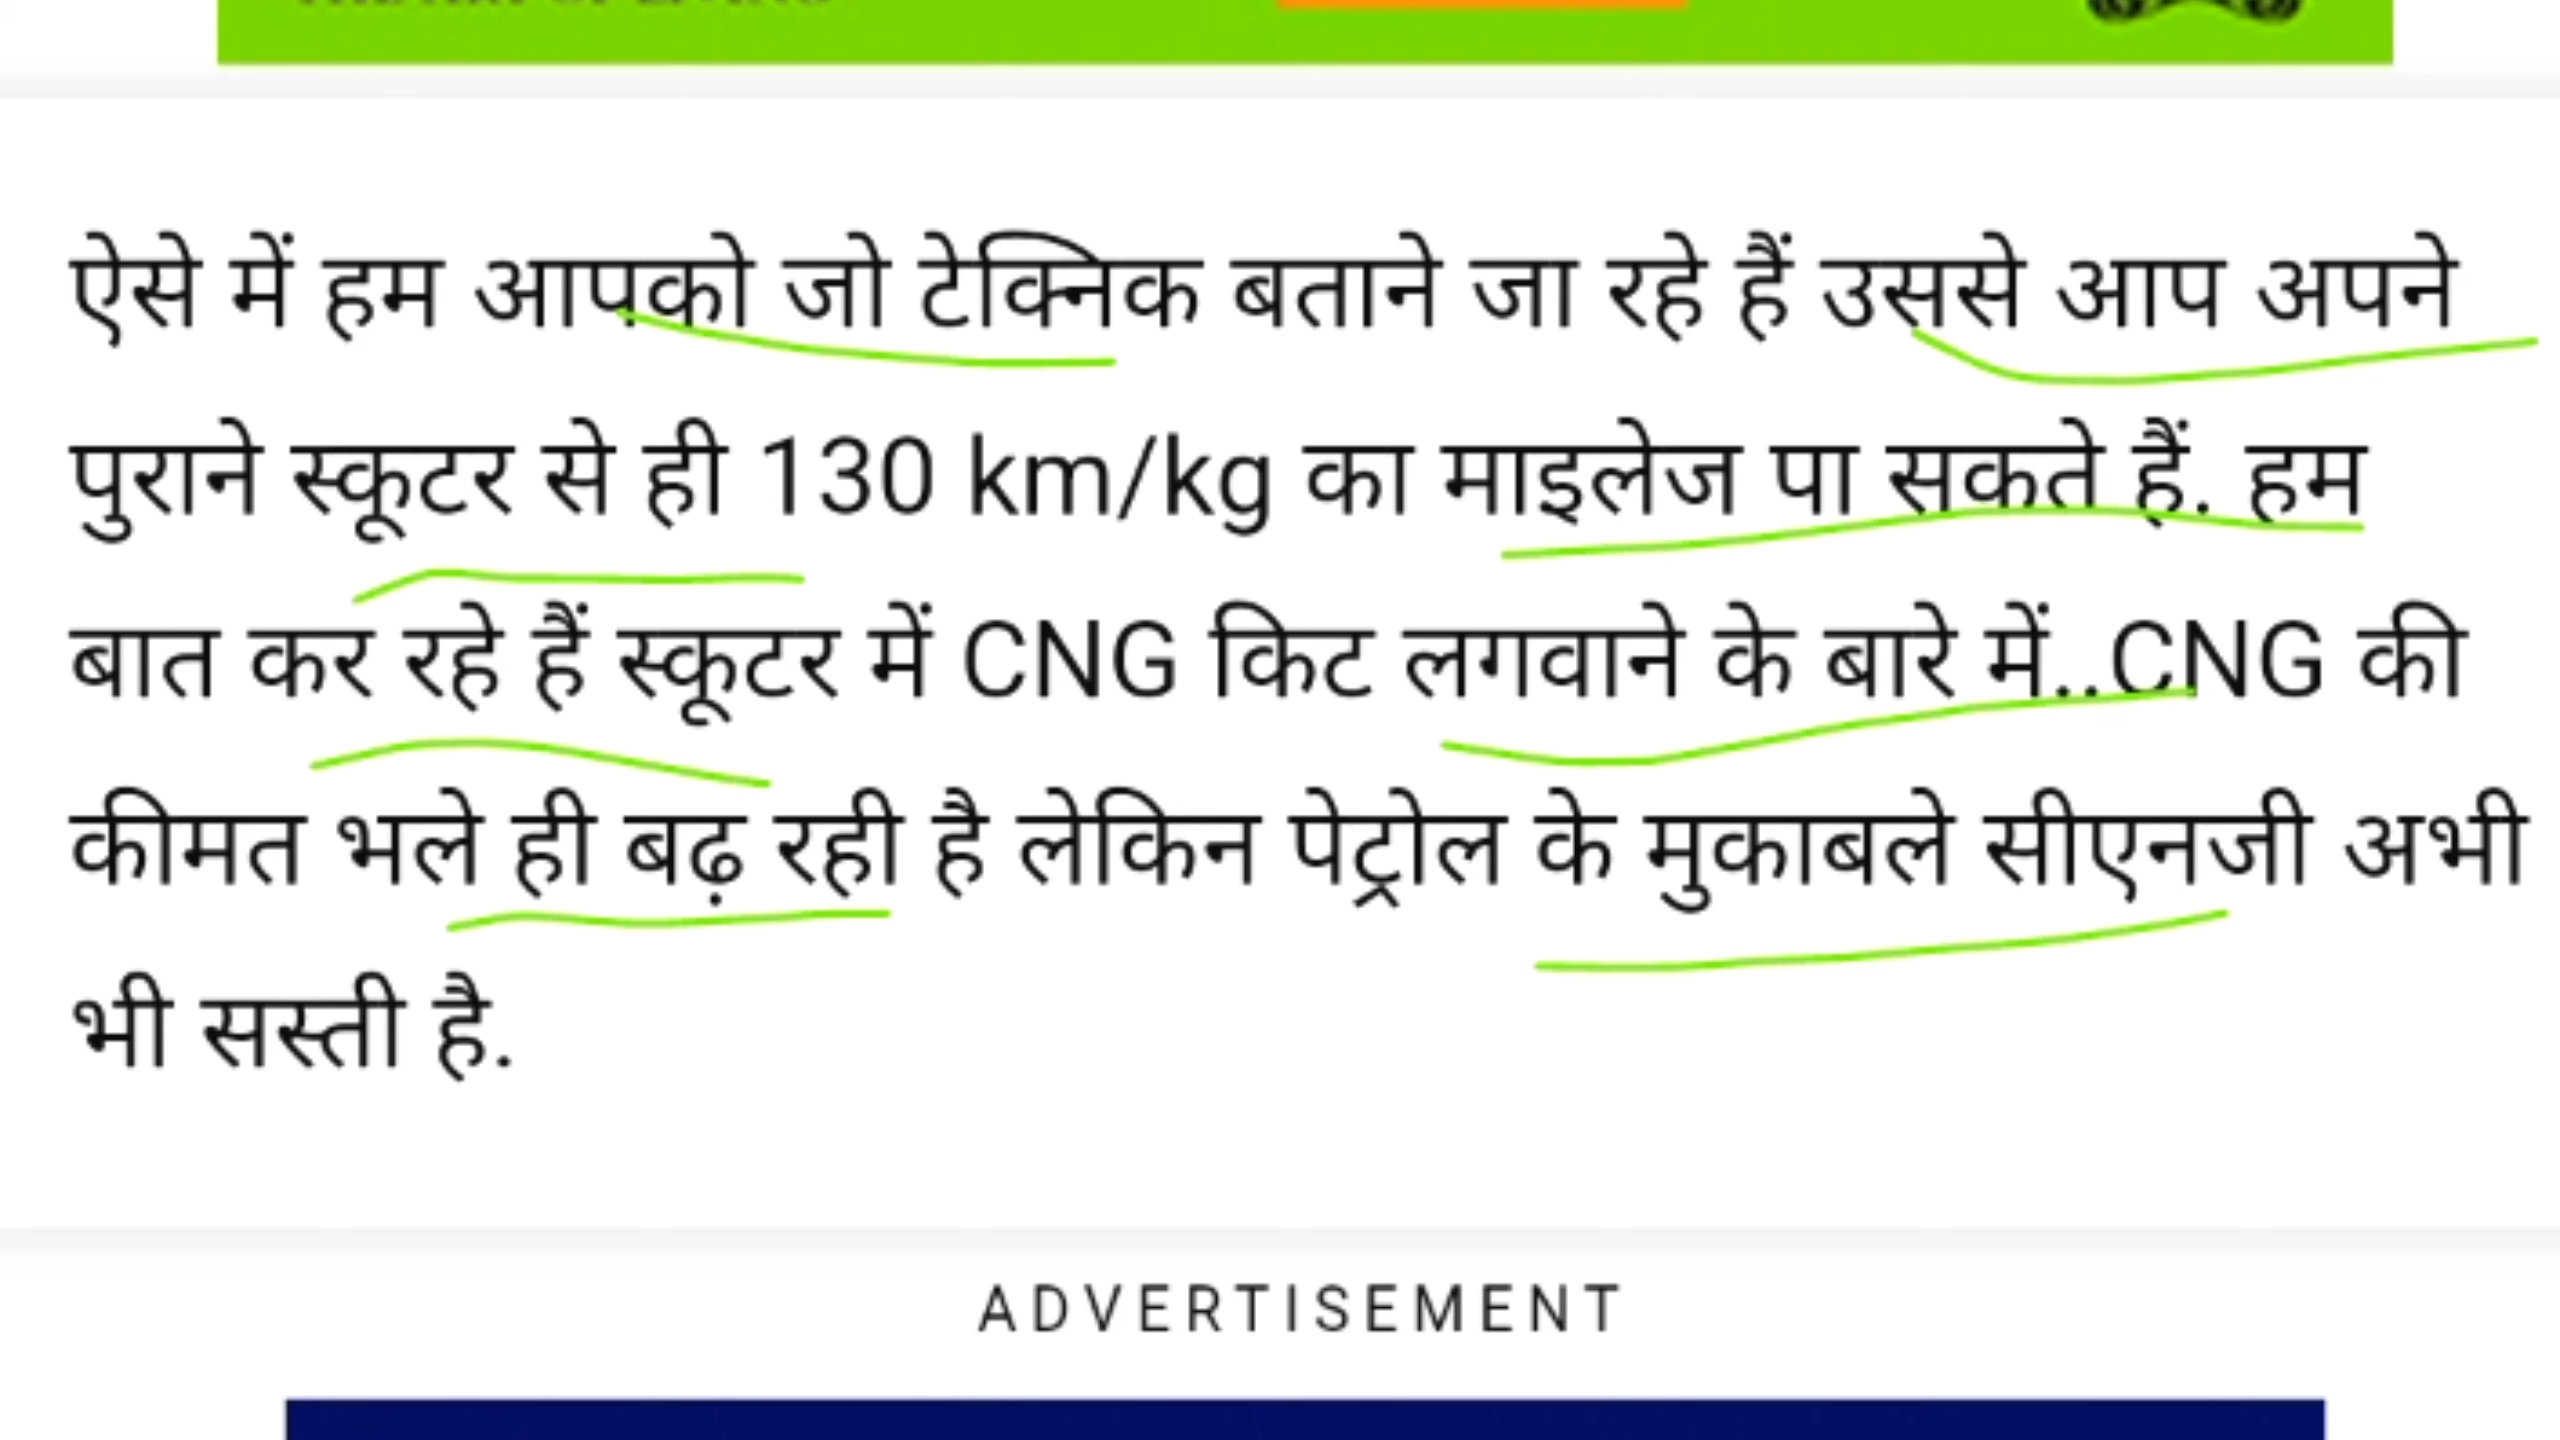 ऐसे में हम आपको जो टेक्निक बताने जा रहे हैं उससे आप अपने
पुराने स्कूटर से ही 130 km/kg का माइलेज पा सकते हैं. हम
बात कर रहे हैं स्कूटर में CNG किट लगवाने के बारे में..CNG की
कीमत भले ही बढ़ रही है लेकिन पेट्रोल के मुकाबले सीएनजी अभी
भी सस्ती है.
ADVERTISEMENT